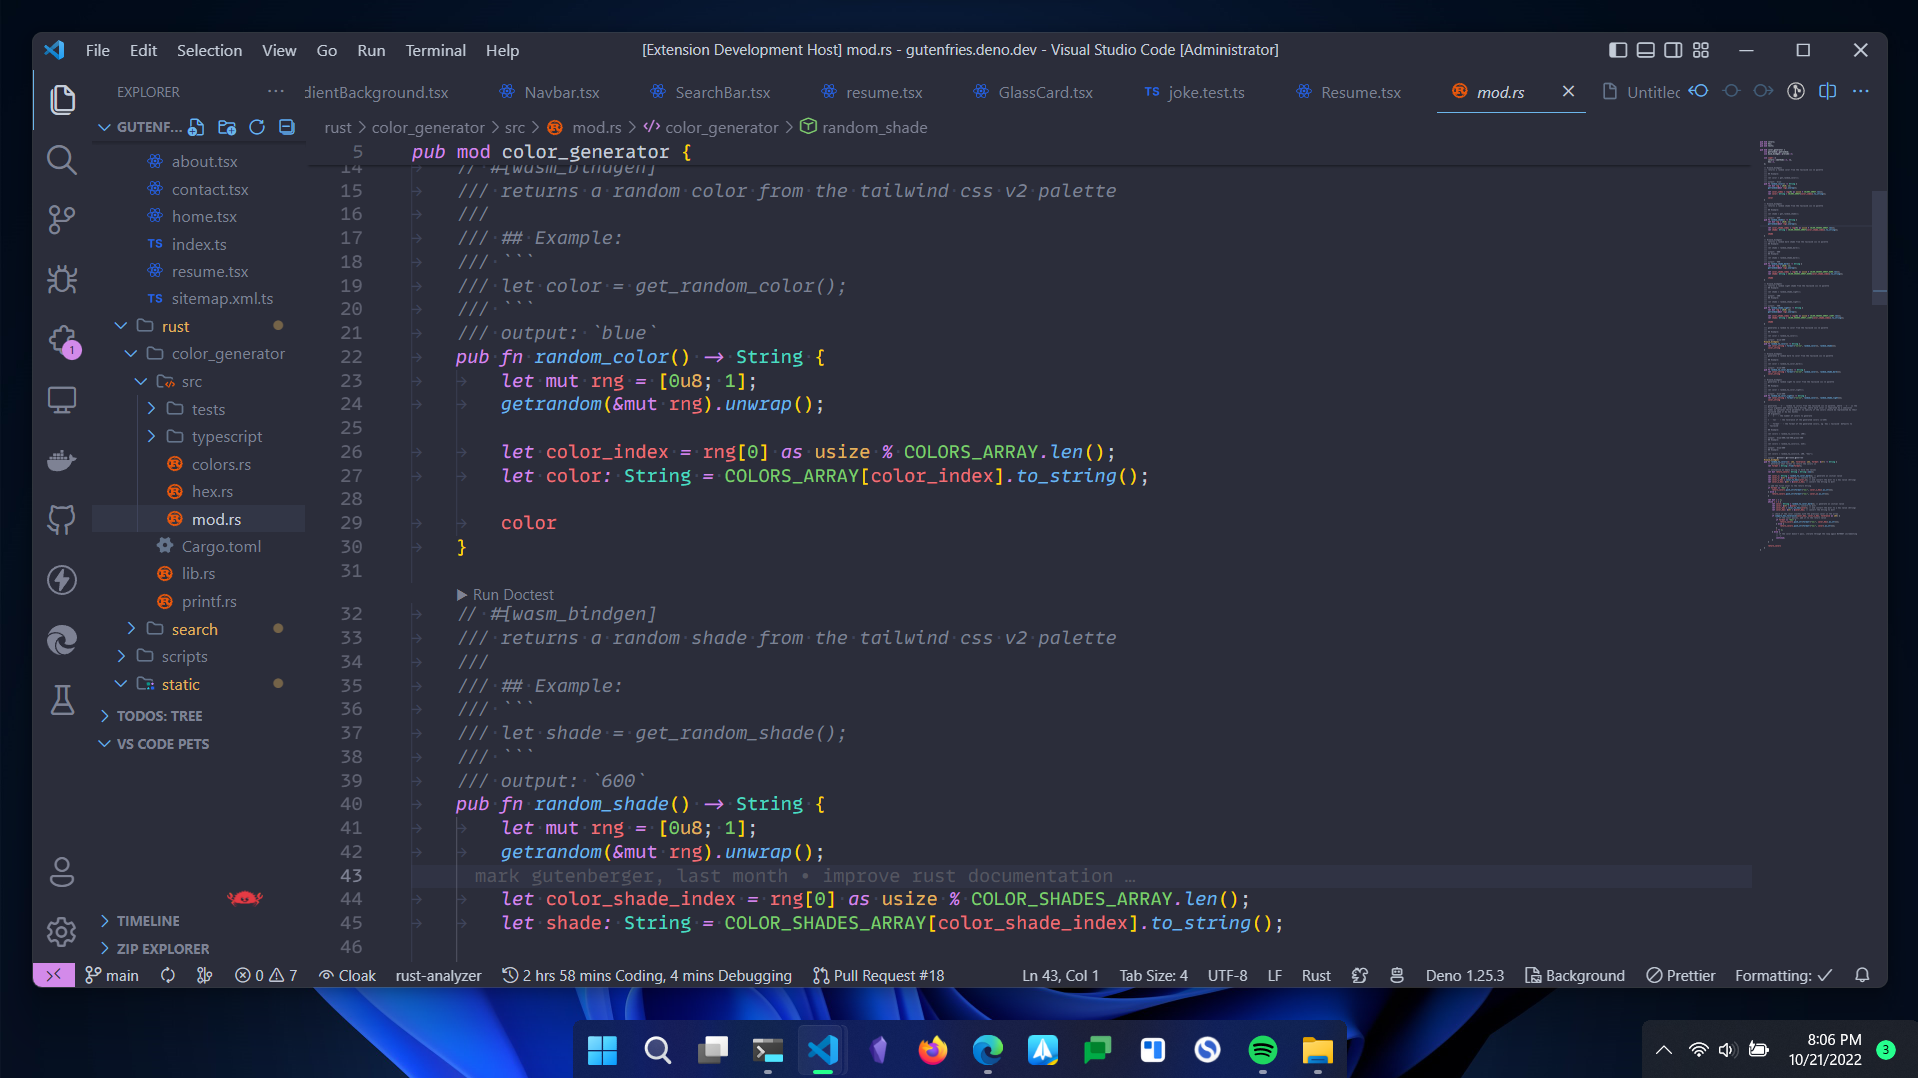 File Edit Selection View Go Run Terminal Help
[Extension Development Host] mod.rs - gutenfries.deno.dev - Visual Studio Code [Administrator]
EXPLORER
dientBackground.tsx Navbar.tsx SearchBar.tsx resume.tsx GlassCard.tsx TS joke.test.ts Resume.tsx mod.rs Untitlec
GUTENF...
rust > color_generator > src > mod.rs > color_generator > random_shade
about.tsx
contact.tsx
home.tsx
TS index.ts
resume.tsx
TS sitemap.xml.ts
rust
color_generator
src
tests
typescript
colors.rs
hex.rs
mod.rs
Cargo.toml
lib.rs
printf.rs
search
scripts
static
TODOS: TREE
VS CODE PETS
TIMELINE
ZIP EXPLORER
1
5 pub mod color_generator {
14 // #[wasm_bindgen]
15 /// returns a random color from the tailwind css v2 palette
16 ///
17 /// ## Example:
18 /// ```
19 /// let color = get_random_color();
20 /// ```
21 /// output: `blue`
22 pub fn random_color() -> String {
23 let mut rng = [0u8; 1];
24 getrandom(&mut rng).unwrap();
25
26 let color_index = rng[0] as usize % COLORS_ARRAY.len();
27 let color: String = COLORS_ARRAY[color_index].to_string();
28
29 color
30 }
31
Run Doctest
32 // #[wasm_bindgen]
33 /// returns a random shade from the tailwind css v2 palette
34 ///
35 /// ## Example:
36 /// ```
37 /// let shade = get_random_shade();
38 /// ```
39 /// output: `600`
40 pub fn random_shade() -> String {
41 let mut rng = [0u8; 1];
42 getrandom(&mut rng).unwrap();
43 mark gutenberger, last month • improve rust documentation …
44 let color_shade_index = rng[0] as usize % COLOR_SHADES_ARRAY.len();
45 let shade: String = COLOR_SHADES_ARRAY[color_shade_index].to_string();
46
main 0 7 Cloak rust-analyzer 2 hrs 58 mins Coding, 4 mins Debugging Pull Request #18 Ln 43, Col 1 Tab Size: 4 UTF-8 LF Rust Deno 1.25.3 Background Prettier Formatting:
8:06 PM
10/21/2022
3